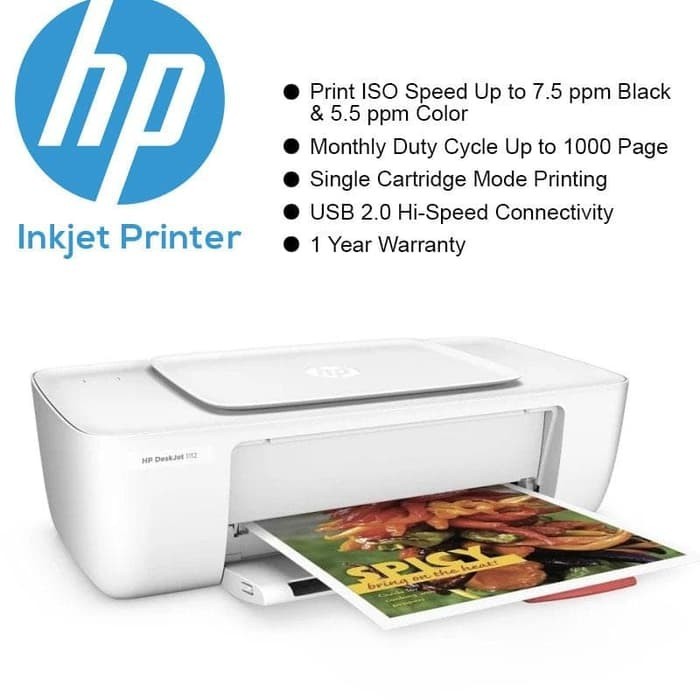 hp
Inkjet Printer
Print ISO Speed Up to 7.5 ppm Black
& 5.5 ppm Color
Monthly Duty Cycle Up to 1000 Page
Single Cartridge Mode Printing
USB 2.0 Hi-Speed Connectivity
1 Year Warranty
hp
HP DeskJet 1112
SPICY
bring on the heat!